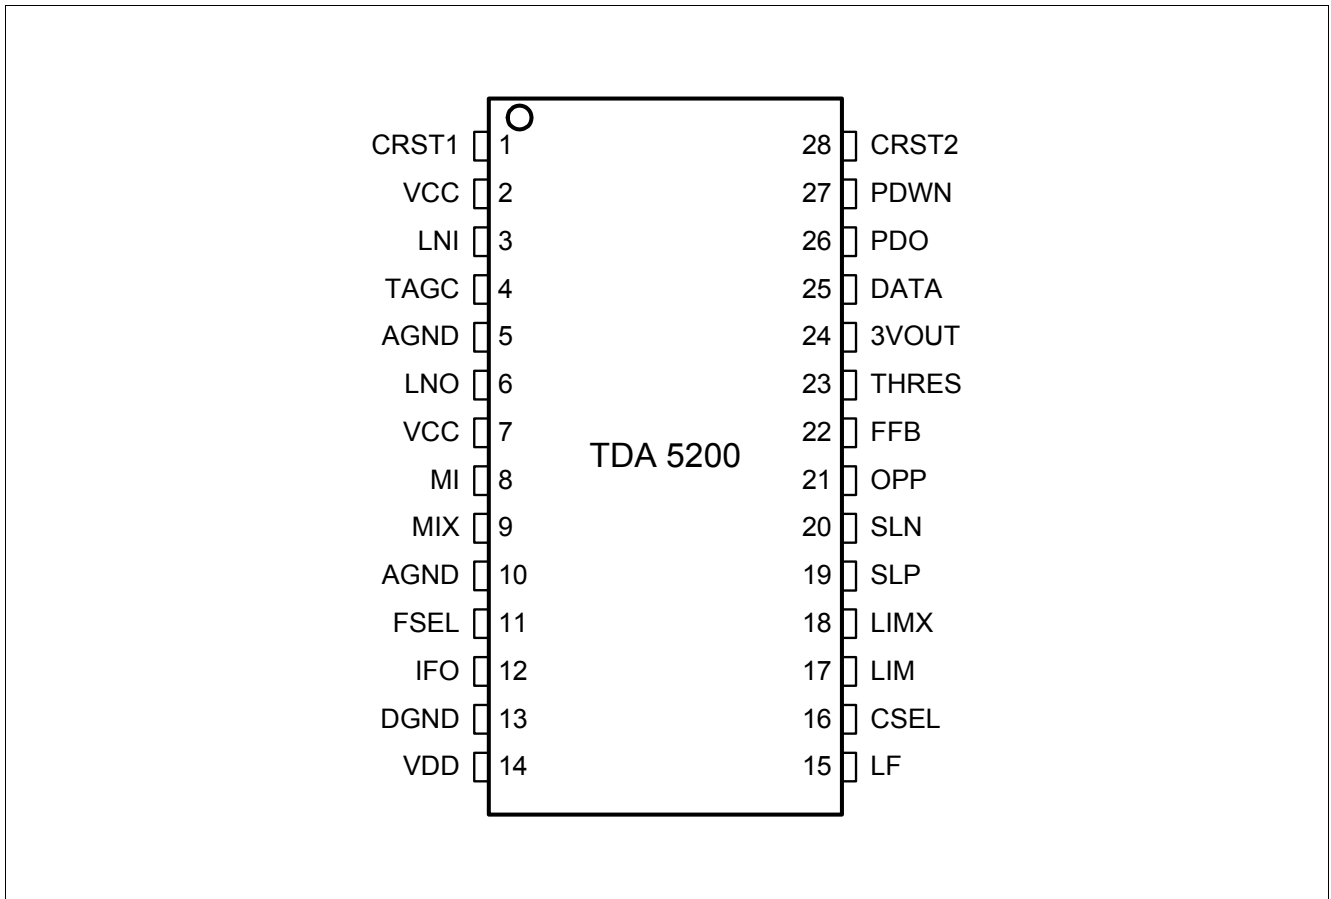 CRST1 1 28 CRST2
VCC 2 27 PDWN
LNI 3 26 PDO
TAGC 4 25 DATA
AGND 5 24 3VOUT
LNO 6 23 THRES
VCC 7 22 FFB
TDA 5200
MI 8 21 OPP
MIX 9 20 SLN
AGND 10 19 SLP
FSEL 11 18 LIMX
IFO 12 17 LIM
DGND 13 16 CSEL
VDD 14 15 LF